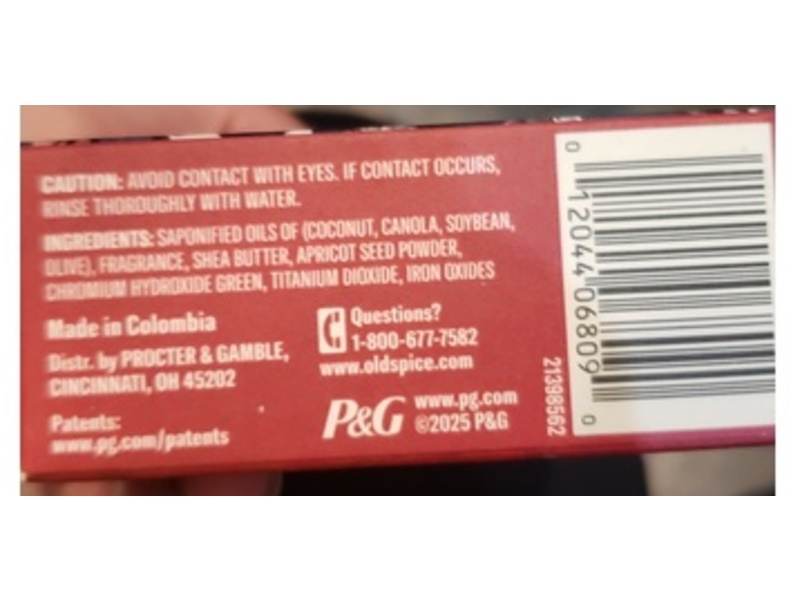 CAUTION: AVOID CONTACT WITH EYES. IF CONTACT OCCURS,
RINSE THOROUGHLY WITH WATER.
INGREDIENTS: SAPONIFIED OILS OF (COCONUT, CANOLA, SOYBEAN,
OLIVE), FRAGRANCE, SHEA BUTTER, APRICOT SEED POWDER,
CHROMIUM HYDROXIDE GREEN, TITANIUM DIOXIDE, IRON OXIDES
Made in Colombia
Distr. by PROCTER & GAMBLE,
CINCINNATI, OH 45202
Patents:
www.pg.com/patents
Questions?
1-800-677-7582
www.oldspice.com
P&G
www.pg.com
©2025 P&G
21398562
0 12044 06809 0